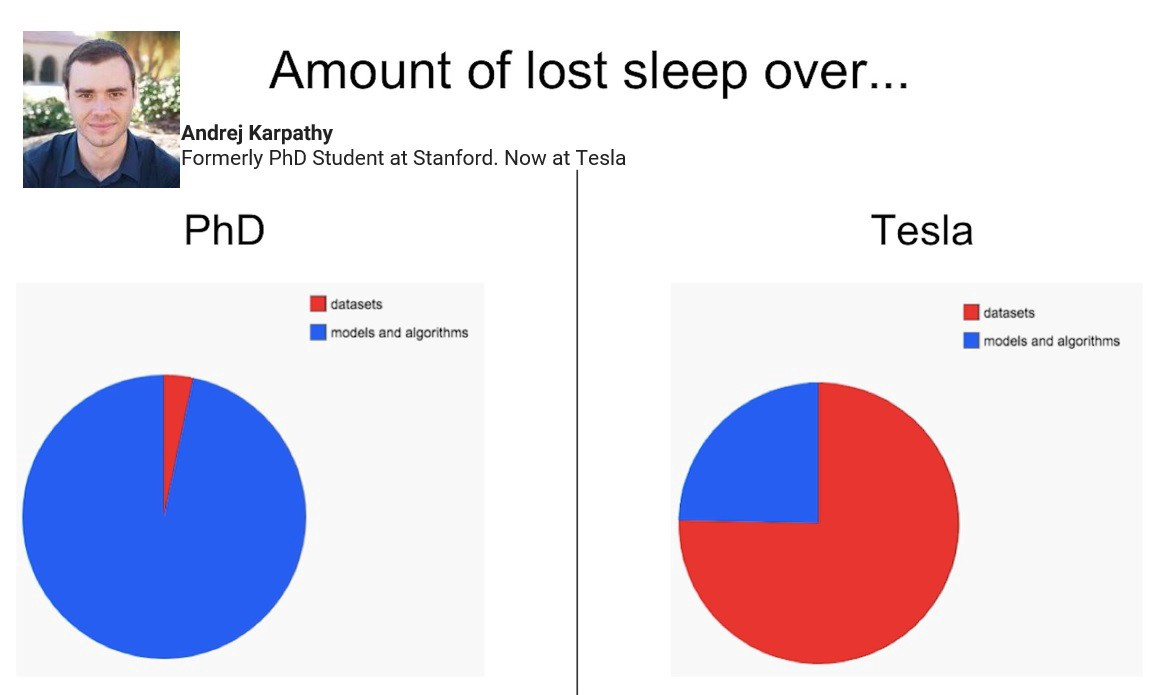 Amount of lost sleep over...
Andrej Karpathy
Formerly PhD Student at Stanford. Now at Tesla
PhD
datasets
models and algorithms
Tesla
datasets
models and algorithms